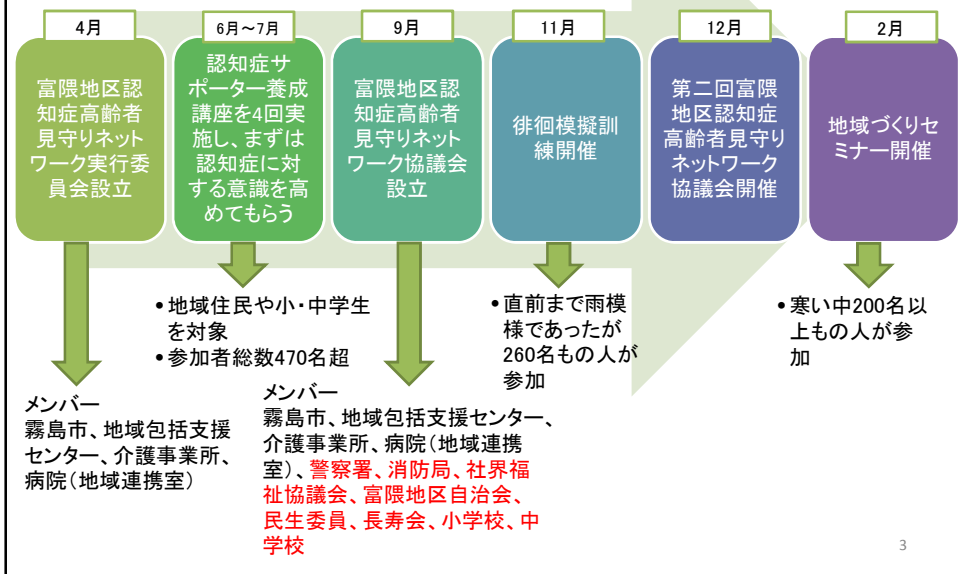 4月
富隈地区認
知症高齢者
見守りネット
ワーク実行委
員会設立
6月～7月
認知症サ
ポーター養成
講座を4回実
施し、まずは
認知症に対
する意識を高
めてもらう
9月
富隈地区認
知症高齢者
見守りネット
ワーク協議会
設立
11月
徘徊模擬訓
練開催
12月
第二回富隈
地区認知症
高齢者見守り
ネットワーク
協議会開催
2月
地域づくりセ
ミナー開催
メンバー
霧島市、地域包括支援
センター、介護事業所、
病院(地域連携室)
•地域住民や小・中学生
を対象
•参加者総数470名超
メンバー
霧島市、地域包括支援センター、
介護事業所、病院(地域連携
室)、警察署、消防局、社界福
祉協議会、富隈地区自治会、
民生委員、長寿会、小学校、中
学校
•直前まで雨模
様であったが
260名もの人が
参加
•寒い中200名以
上もの人が参
加
3